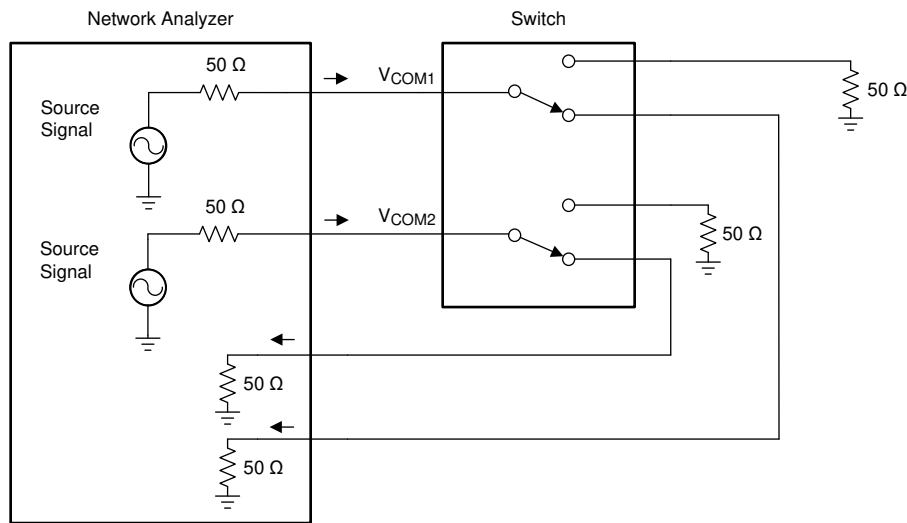 Network Analyzer
Switch
50 Ω
V_COM1
50 Ω
Source
Signal
50 Ω
V_COM2
50 Ω
Source
Signal
50 Ω
50 Ω